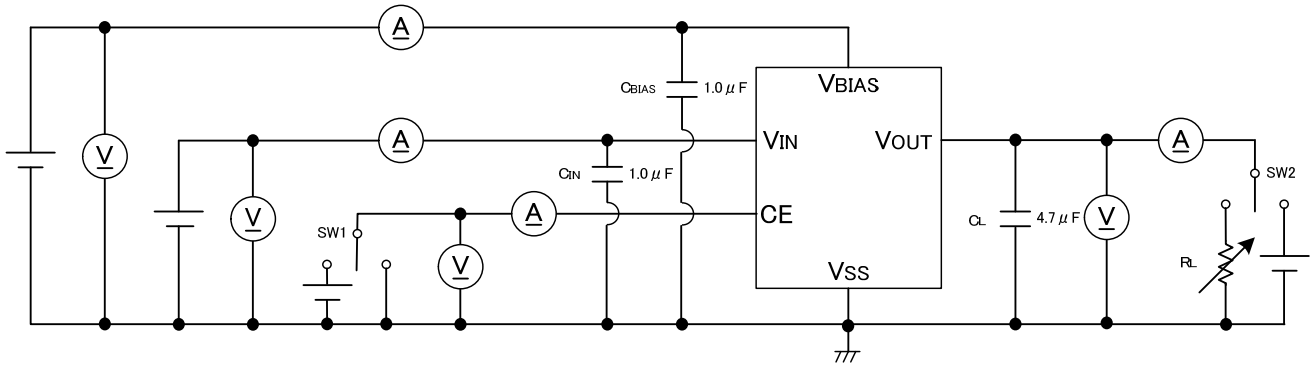 A
CBIAS 1.0μF
VBIAS
V
A
VIN
VOUT
A
CIN 1.0μF
SW2
V
A
CE
CL 4.7μF
V
SW1
V
VSS
RL